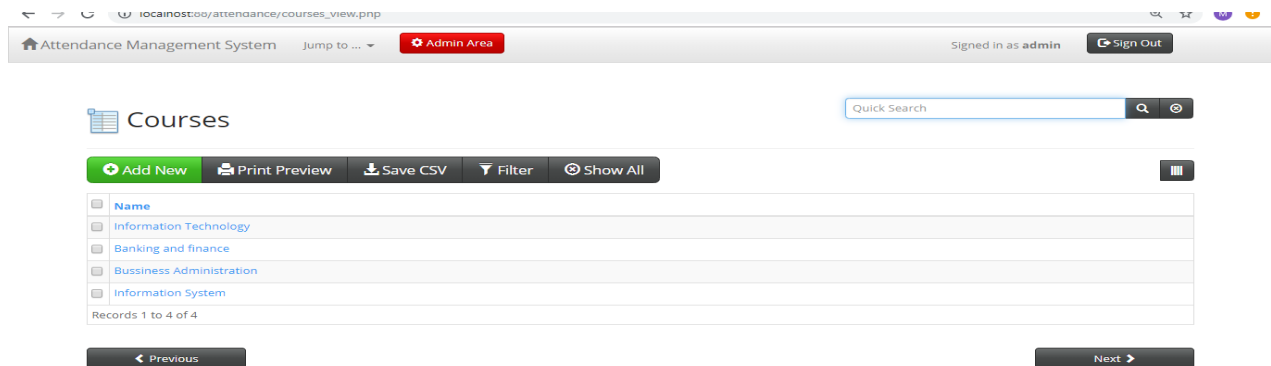 localhost:88/attendance/courses_view.php
Attendance Management System Jump to ... Admin Area Signed in as admin Sign Out
Courses
Quick Search
Add New Print Preview Save CSV Filter Show All
Name
Information Technology
Banking and finance
Bussiness Administration
Information System
Records 1 to 4 of 4
Previous Next